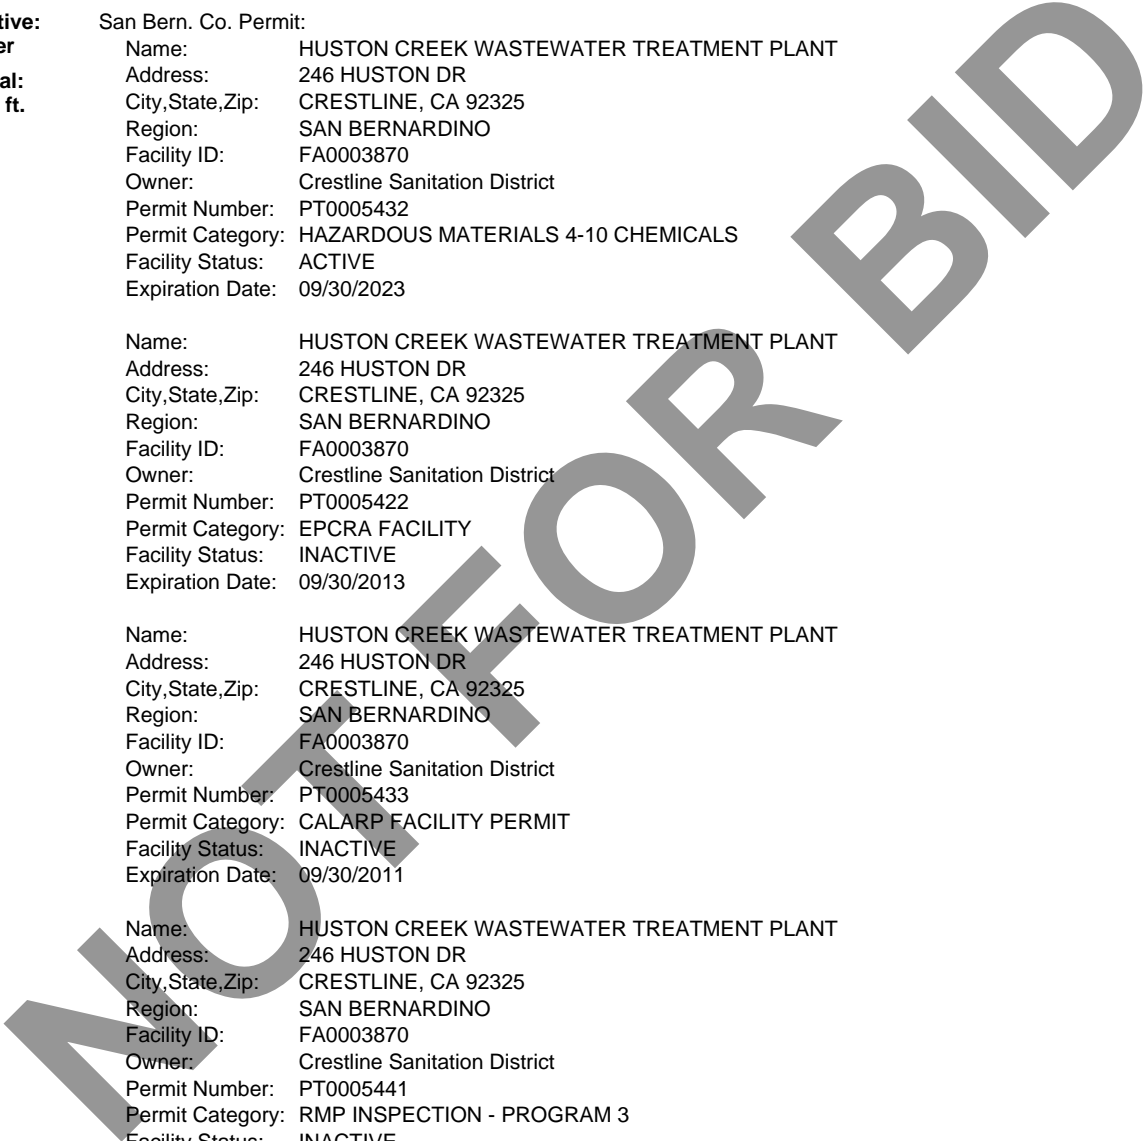 tive:
er
al:
ft.
San Bern. Co. Permit:
Name: HUSTON CREEK WASTEWATER TREATMENT PLANT
Address: 246 HUSTON DR
City,State,Zip: CRESTLINE, CA 92325
Region: SAN BERNARDINO
Facility ID: FA0003870
Owner: Crestline Sanitation District
Permit Number: PT0005432
Permit Category: HAZARDOUS MATERIALS 4-10 CHEMICALS
Facility Status: ACTIVE
Expiration Date: 09/30/2023
Name: HUSTON CREEK WASTEWATER TREATMENT PLANT
Address: 246 HUSTON DR
City,State,Zip: CRESTLINE, CA 92325
Region: SAN BERNARDINO
Facility ID: FA0003870
Owner: Crestline Sanitation District
Permit Number: PT0005422
Permit Category: EPCRA FACILITY
Facility Status: INACTIVE
Expiration Date: 09/30/2013
Name: HUSTON CREEK WASTEWATER TREATMENT PLANT
Address: 246 HUSTON DR
City,State,Zip: CRESTLINE, CA 92325
Region: SAN BERNARDINO
Facility ID: FA0003870
Owner: Crestline Sanitation District
Permit Number: PT0005433
Permit Category: CALARP FACILITY PERMIT
Facility Status: INACTIVE
Expiration Date: 09/30/2011
Name: HUSTON CREEK WASTEWATER TREATMENT PLANT
Address: 246 HUSTON DR
City,State,Zip: CRESTLINE, CA 92325
Region: SAN BERNARDINO
Facility ID: FA0003870
Owner: Crestline Sanitation District
Permit Number: PT0005441
Permit Category: RMP INSPECTION - PROGRAM 3
Facility Status: INACTIVE
NOT FOR BID